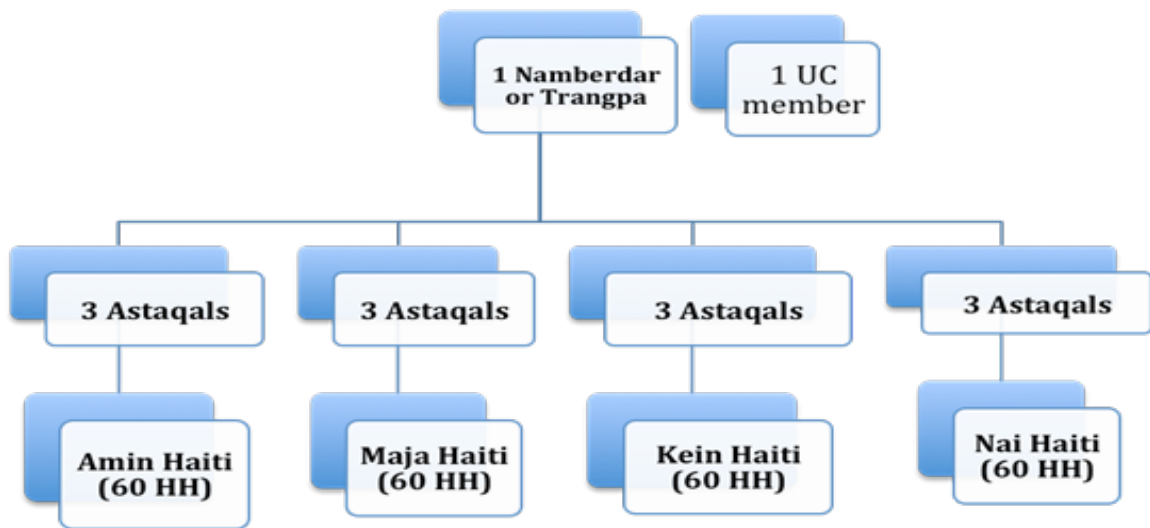 1 Namberdar
or Trangpa
1 UC
member
3 Astaqals
3 Astaqals
3 Astaqals
3 Astaqals
Amin Haiti
(60 HH)
Maja Haiti
(60 HH)
Kein Haiti
(60 HH)
Nai Haiti
(60 HH)